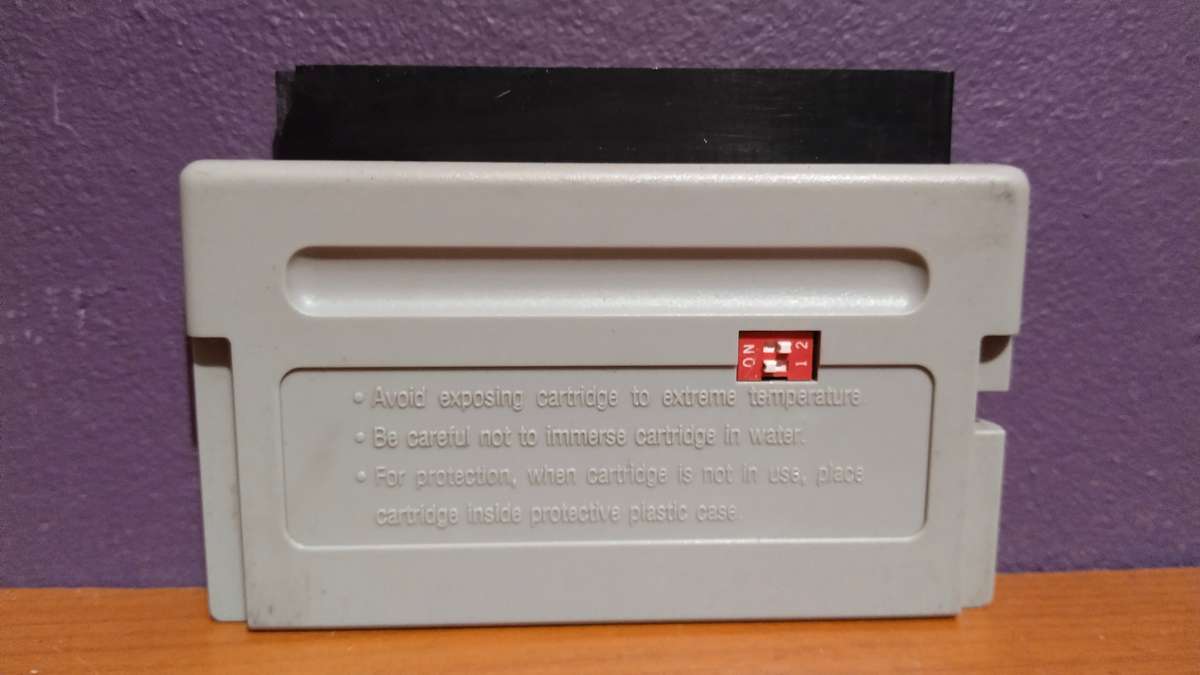 ON
1 2
• Avoid exposing cartridge to extreme temperature.
• Be careful not to immerse cartridge in water.
• For protection, when cartridge is not in use, place
cartridge inside protective plastic case.